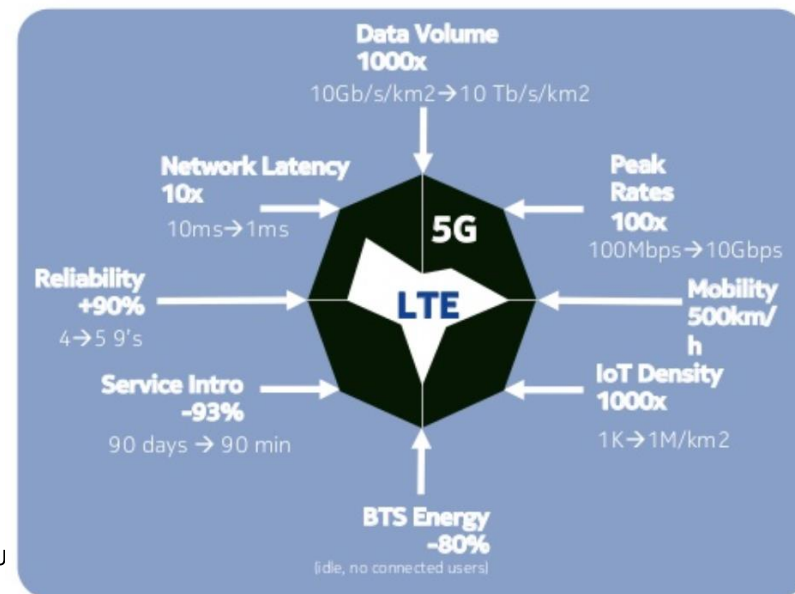 Data Volume
1000x
10Gb/s/km2→10 Tb/s/km2
Network Latency
10x
10ms→1ms
Peak
Rates
100x
100Mbps→10Gbps
5G
Reliability
+90%
4→5 9's
LTE
Mobility
500km/
h
Service Intro
-93%
90 days → 90 min
IoT Density
1000x
1K→1M/km2
BTS Energy
-80%
(idle, no connected users)